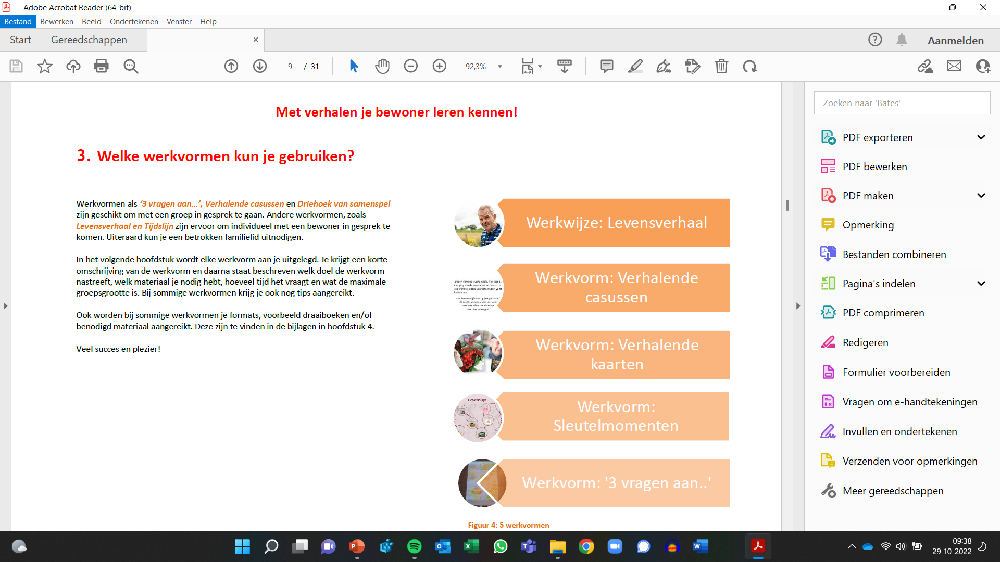 - Adobe Acrobat Reader (64-bit)
Bestand Bewerken Beeld Ondertekenen Venster Help
Start Gereedschappen
Aanmelden
9 / 31
92,3%
Met verhalen je bewoner leren kennen!
3. Welke werkvormen kun je gebruiken?
Werkvormen als ‘3 vragen aan...’, Verhalende casussen en Driehoek van samenspel
zijn geschikt om met een groep in gesprek te gaan. Andere werkvormen, zoals
Levensverhaal en Tijdslijn zijn ervoor om individueel met een bewoner in gesprek te
komen. Uiteraard kun je een betrokken familielid uitnodigen.
In het volgende hoofdstuk wordt elke werkvorm aan je uitgelegd. Je krijgt een korte
omschrijving van de werkvorm en daarna staat beschreven welk doel de werkvorm
nastreeft, welk materiaal je nodig hebt, hoeveel tijd het vraagt en wat de maximale
groepsgrootte is. Bij sommige werkvormen krijg je ook nog tips aangereikt.
Ook worden bij sommige werkvormen je formats, voorbeeld draaiboeken en/of
benodigd materiaal aangereikt. Deze zijn te vinden in de bijlagen in hoofdstuk 4.
Veel succes en plezier!
Werkwijze: Levensverhaal
Werkvorm: Verhalende
casussen
Werkvorm: Verhalende
kaarten
Levenslijn
Werkvorm:
Sleutelmomenten
Werkvorm: '3 vragen aan..'
Figuur 4: 5 werkvormen
Zoeken naar 'Bates'
PDF exporteren
PDF bewerken
PDF maken
Opmerking
Bestanden combineren
Pagina's indelen
PDF comprimeren
Redigeren
Formulier voorbereiden
Vragen om e-handtekeningen
Invullen en ondertekenen
Verzenden voor opmerkingen
Meer gereedschappen
09:38
29-10-2022